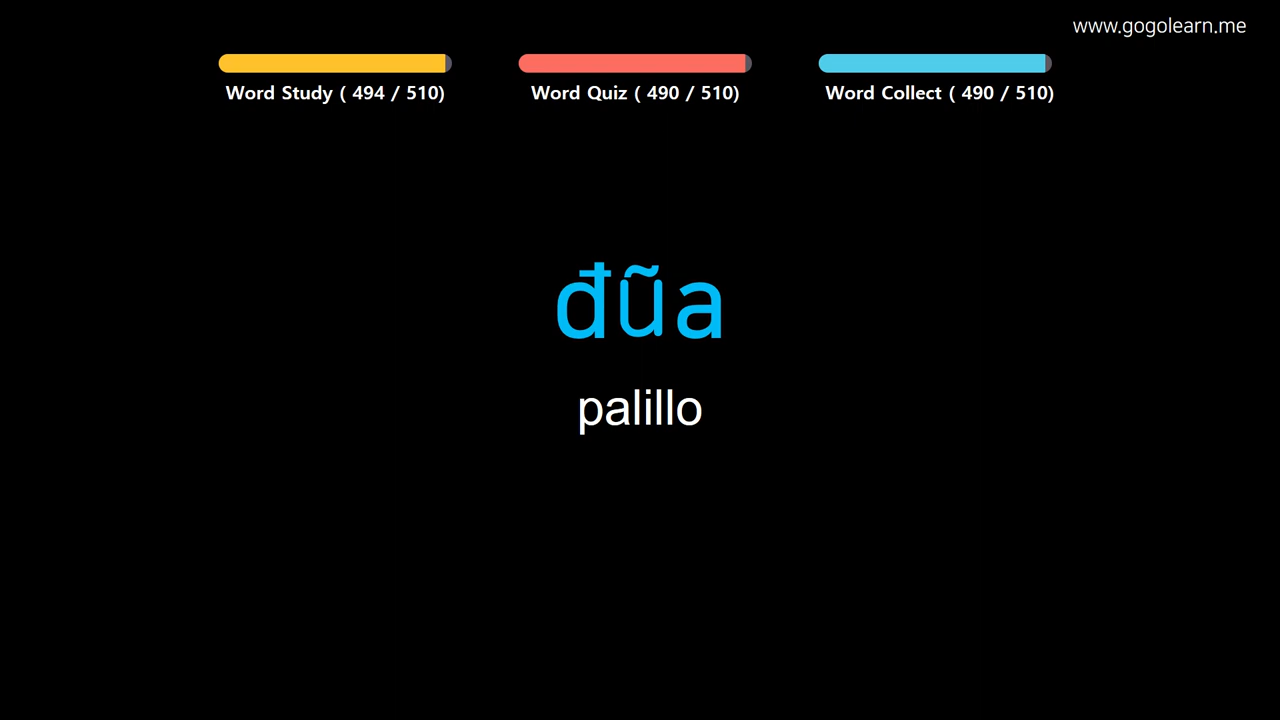 www.gogolearn.me
Word Study ( 494 / 510)
Word Quiz ( 490 / 510)
Word Collect ( 490 / 510)
đũa
palillo